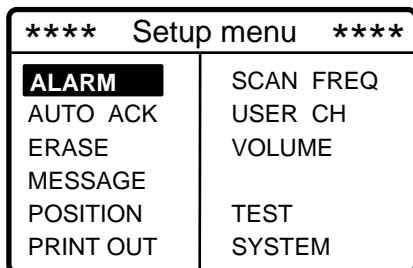 **** Setup menu ****
ALARM
AUTO ACK
ERASE
MESSAGE
POSITION
PRINT OUT
SCAN FREQ
USER CH
VOLUME
TEST
SYSTEM